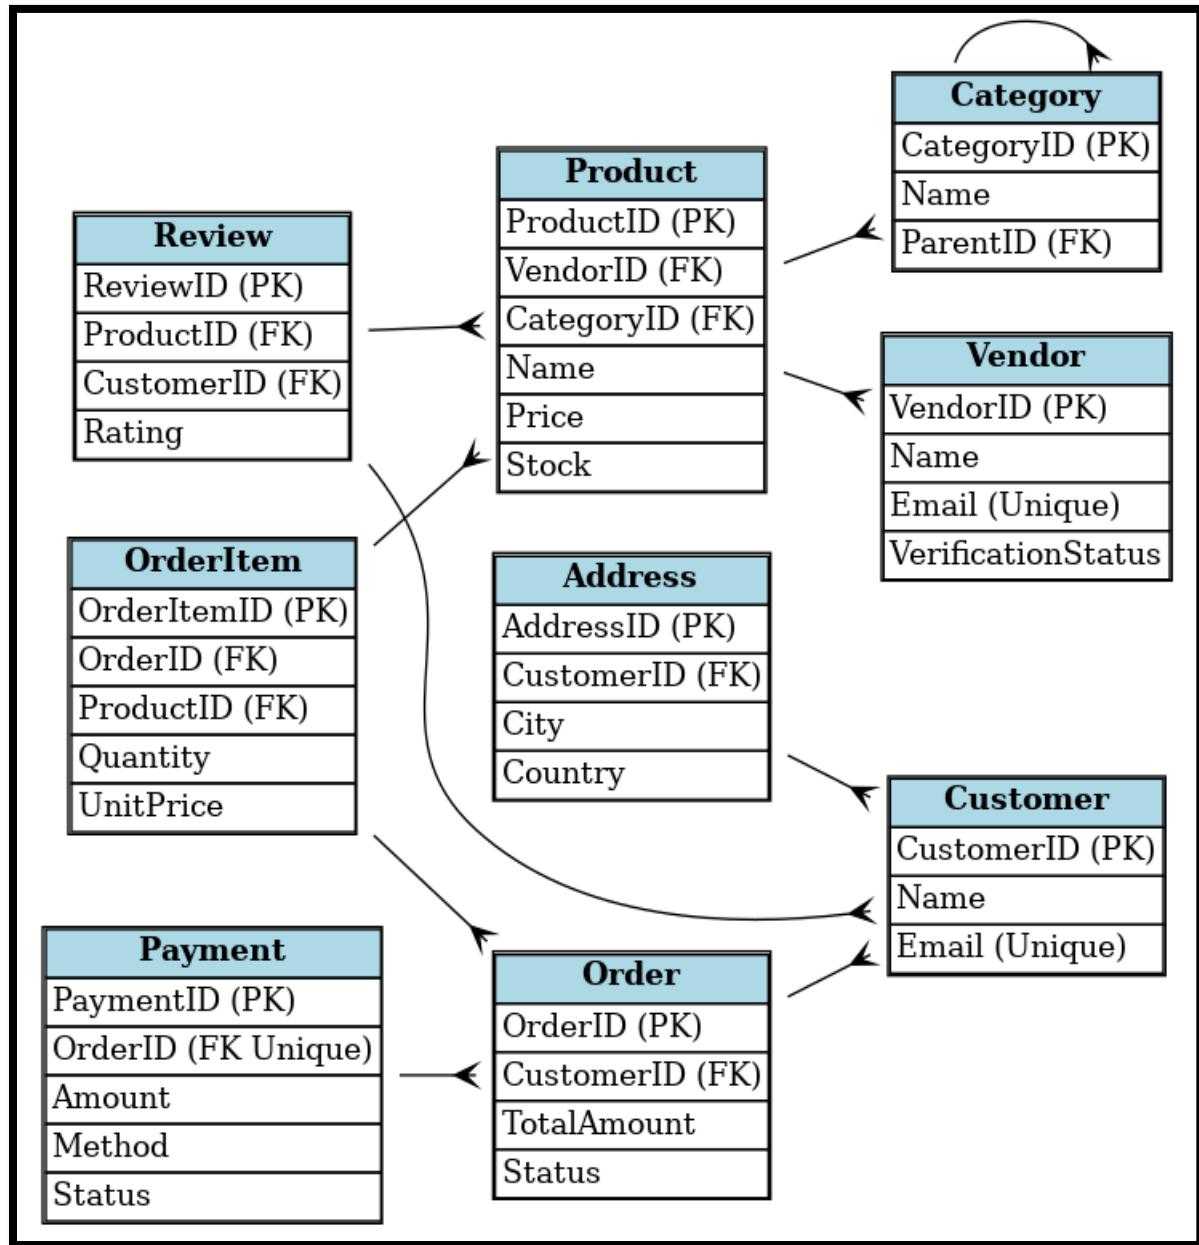 Review
ReviewID (PK)
ProductID (FK)
CustomerID (FK)
Rating
OrderItem
OrderItemID (PK)
OrderID (FK)
ProductID (FK)
Quantity
UnitPrice
Payment
PaymentID (PK)
OrderID (FK Unique)
Amount
Method
Status
Product
ProductID (PK)
VendorID (FK)
CategoryID (FK)
Name
Price
Stock
Address
AddressID (PK)
CustomerID (FK)
City
Country
Order
OrderID (PK)
CustomerID (FK)
TotalAmount
Status
Category
CategoryID (PK)
Name
ParentID (FK)
Vendor
VendorID (PK)
Name
Email (Unique)
VerificationStatus
Customer
CustomerID (PK)
Name
Email (Unique)